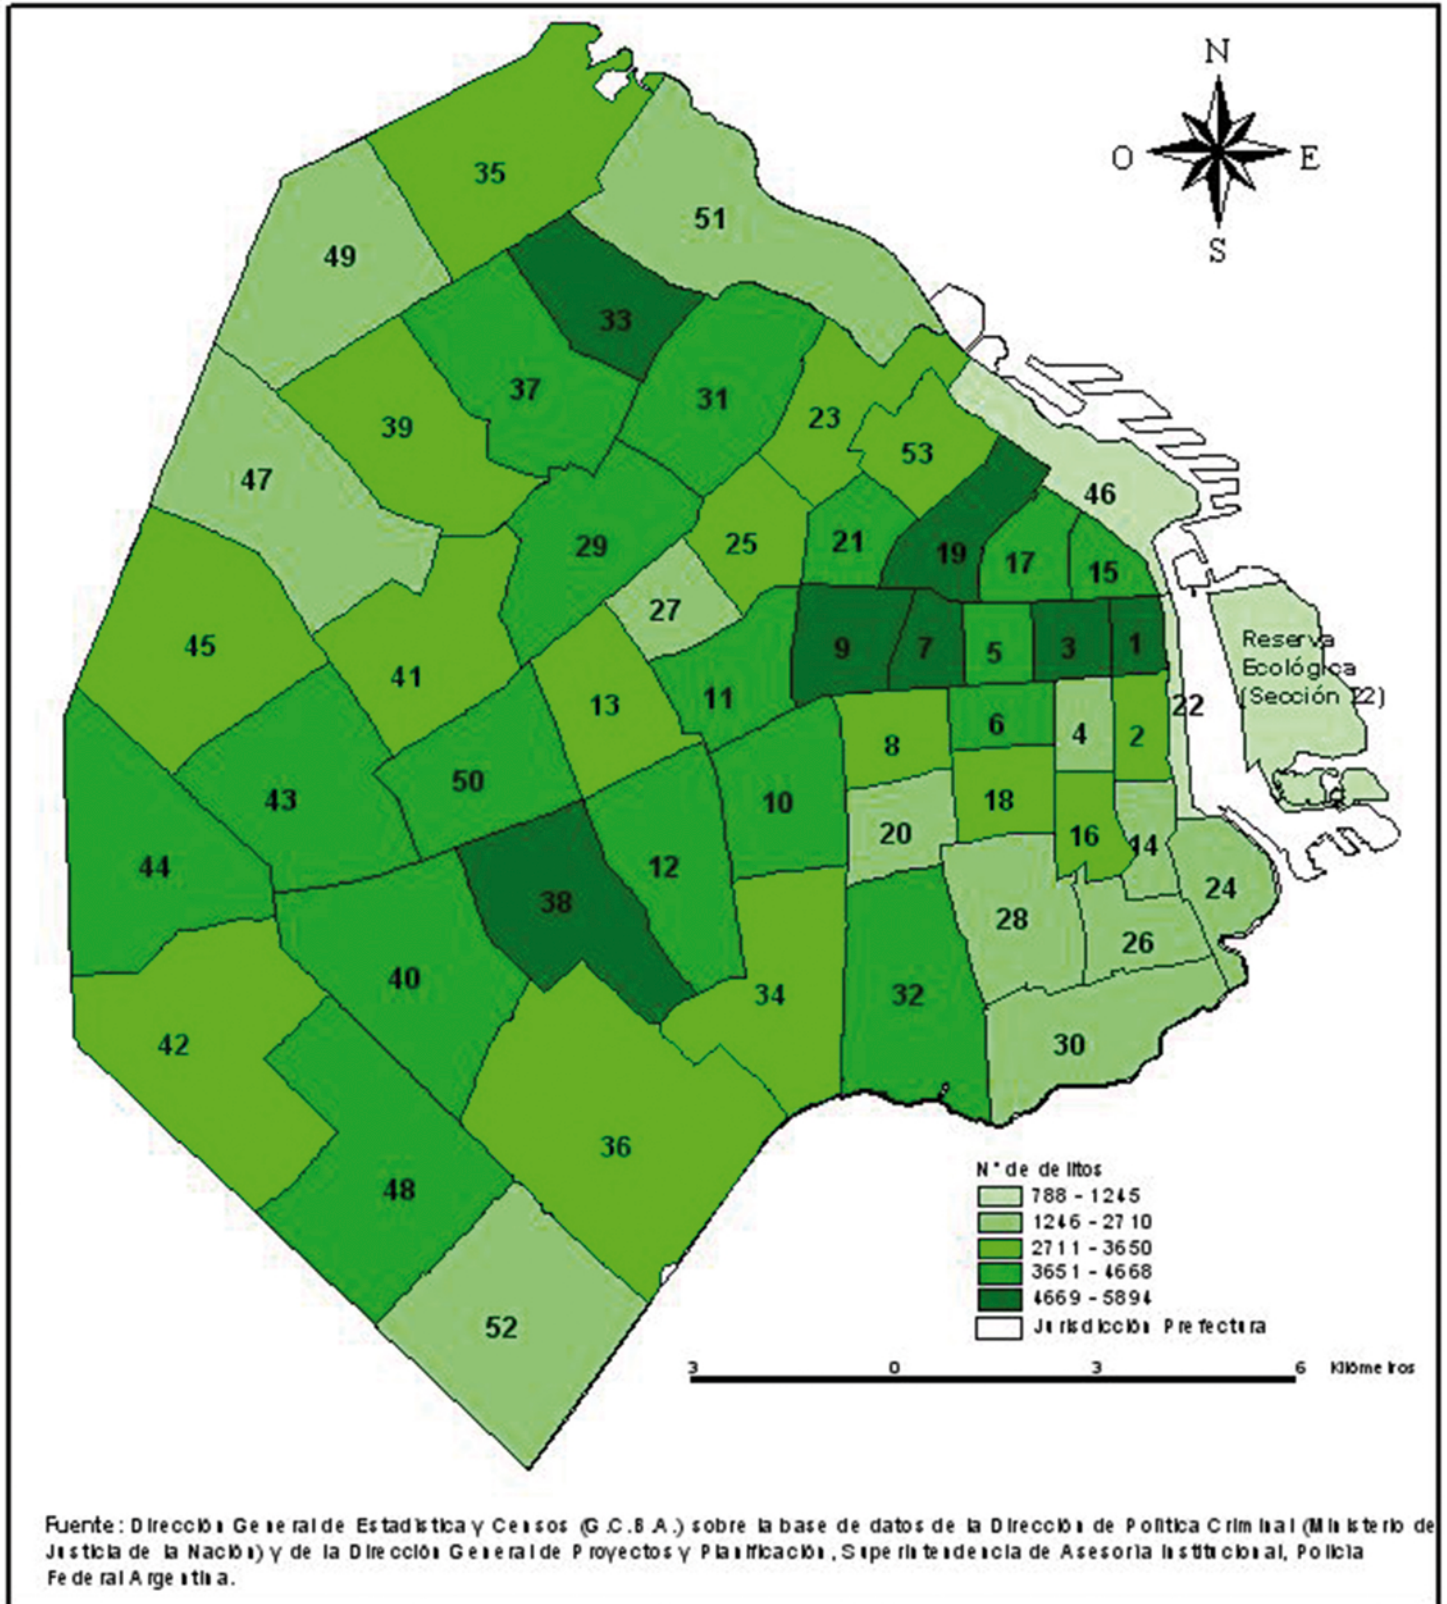 N
O
E
S
35
51
49
33
37
31
23
39
53
47
46
29
25
21
19
17
15
27
9
7
5
3
1
Reserva
Ecológica
(Sección 22)
45
41
13
11
22
6
4
2
8
43
50
10
18
20
16
14
44
12
24
38
28
26
40
34
32
42
30
36
48
52
N° de delitos
788 - 1245
1246 - 2710
2711 - 3650
3651 - 4668
4669 - 5894
Jurisdicción Prefectura
3 0 3 6 Kilómetros
Fuente: Dirección General de Estadística y Censos (G.C.B.A.) sobre la base de datos de la Dirección de Política Criminal (Ministerio de
Justicia de la Nación) y de la Dirección General de Proyectos y Planificación, Superintendencia de Asesoría Institucional, Policía
Federal Argentina.